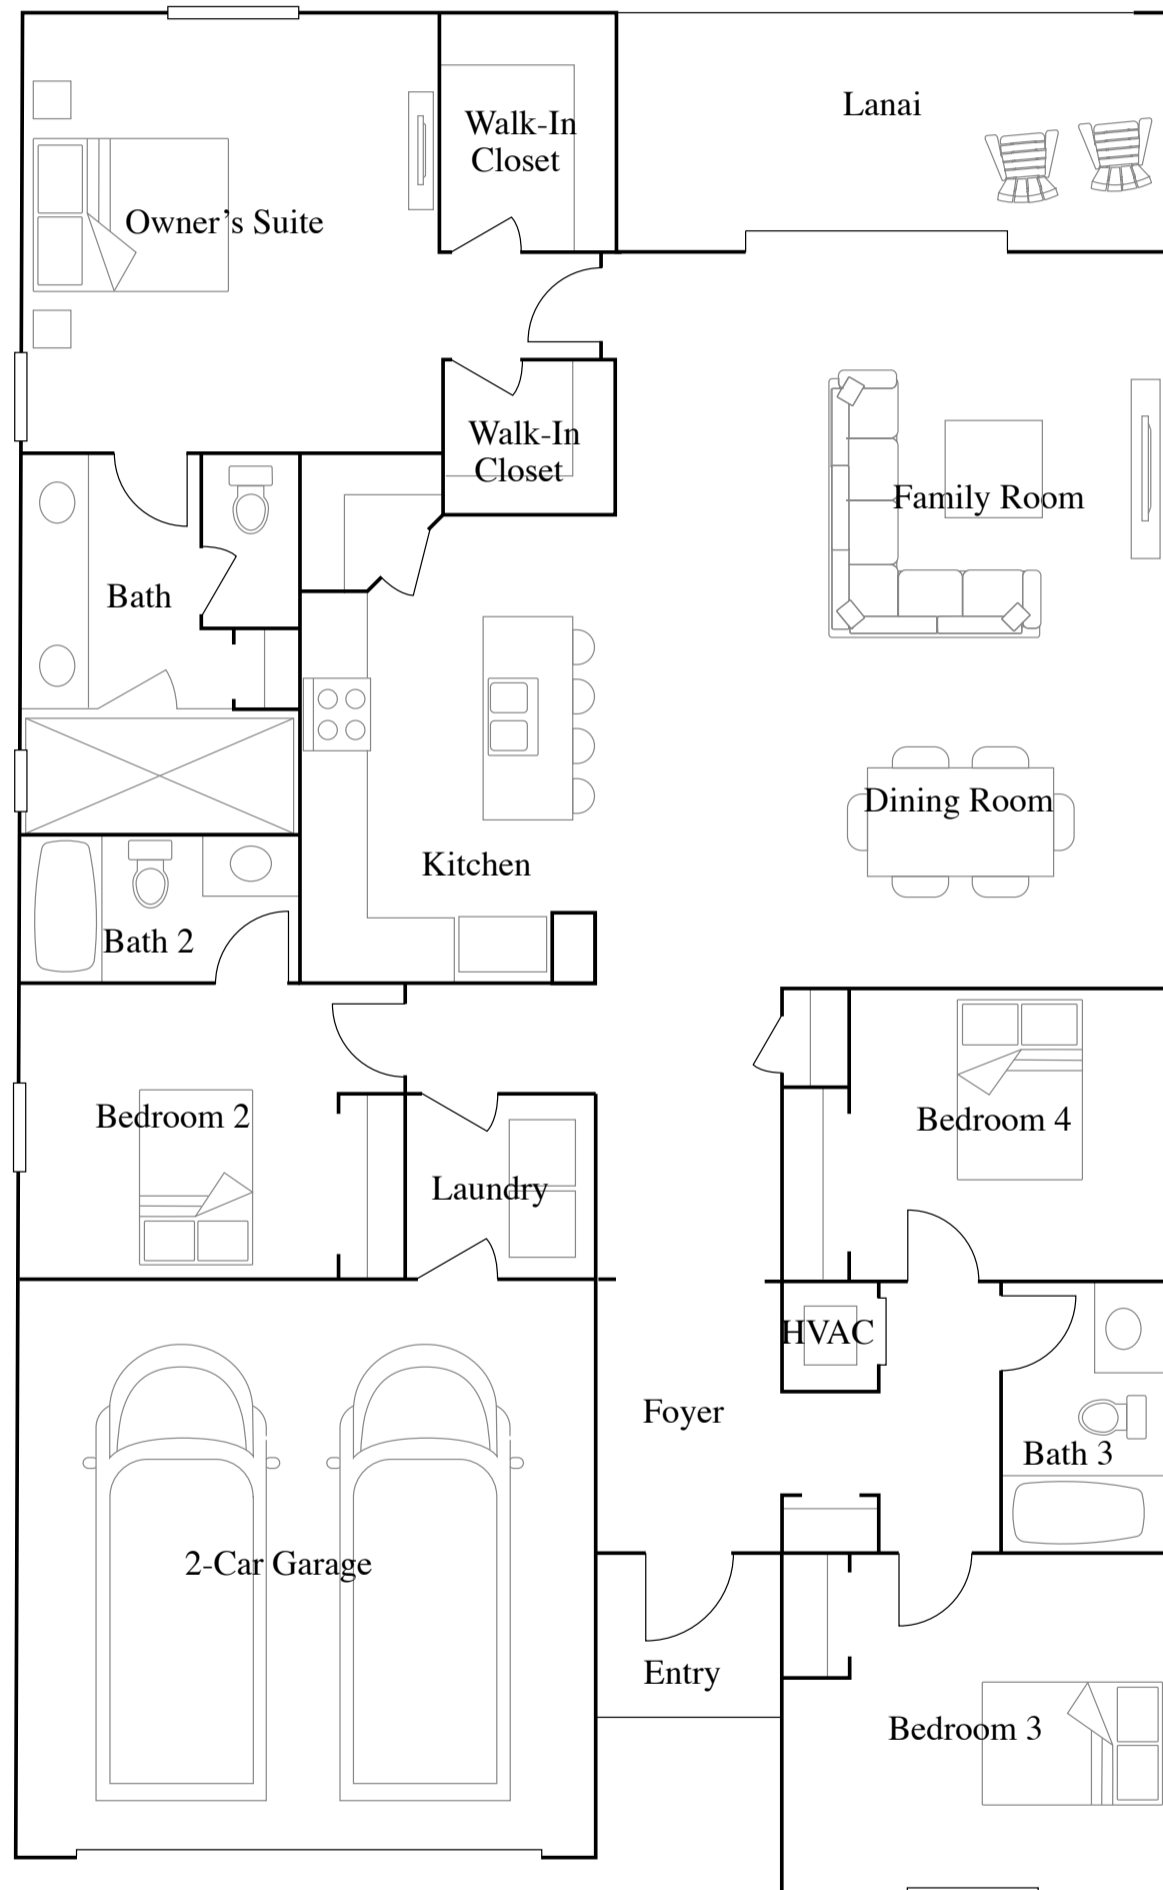 Walk-In
Closet
Lanai
Owner's Suite
Walk-In
Closet
Family Room
Bath
Dining Room
Kitchen
Bath 2
Bedroom 2
Bedroom 4
Laundry
HVAC
Foyer
Bath 3
2-Car Garage
Entry
Bedroom 3